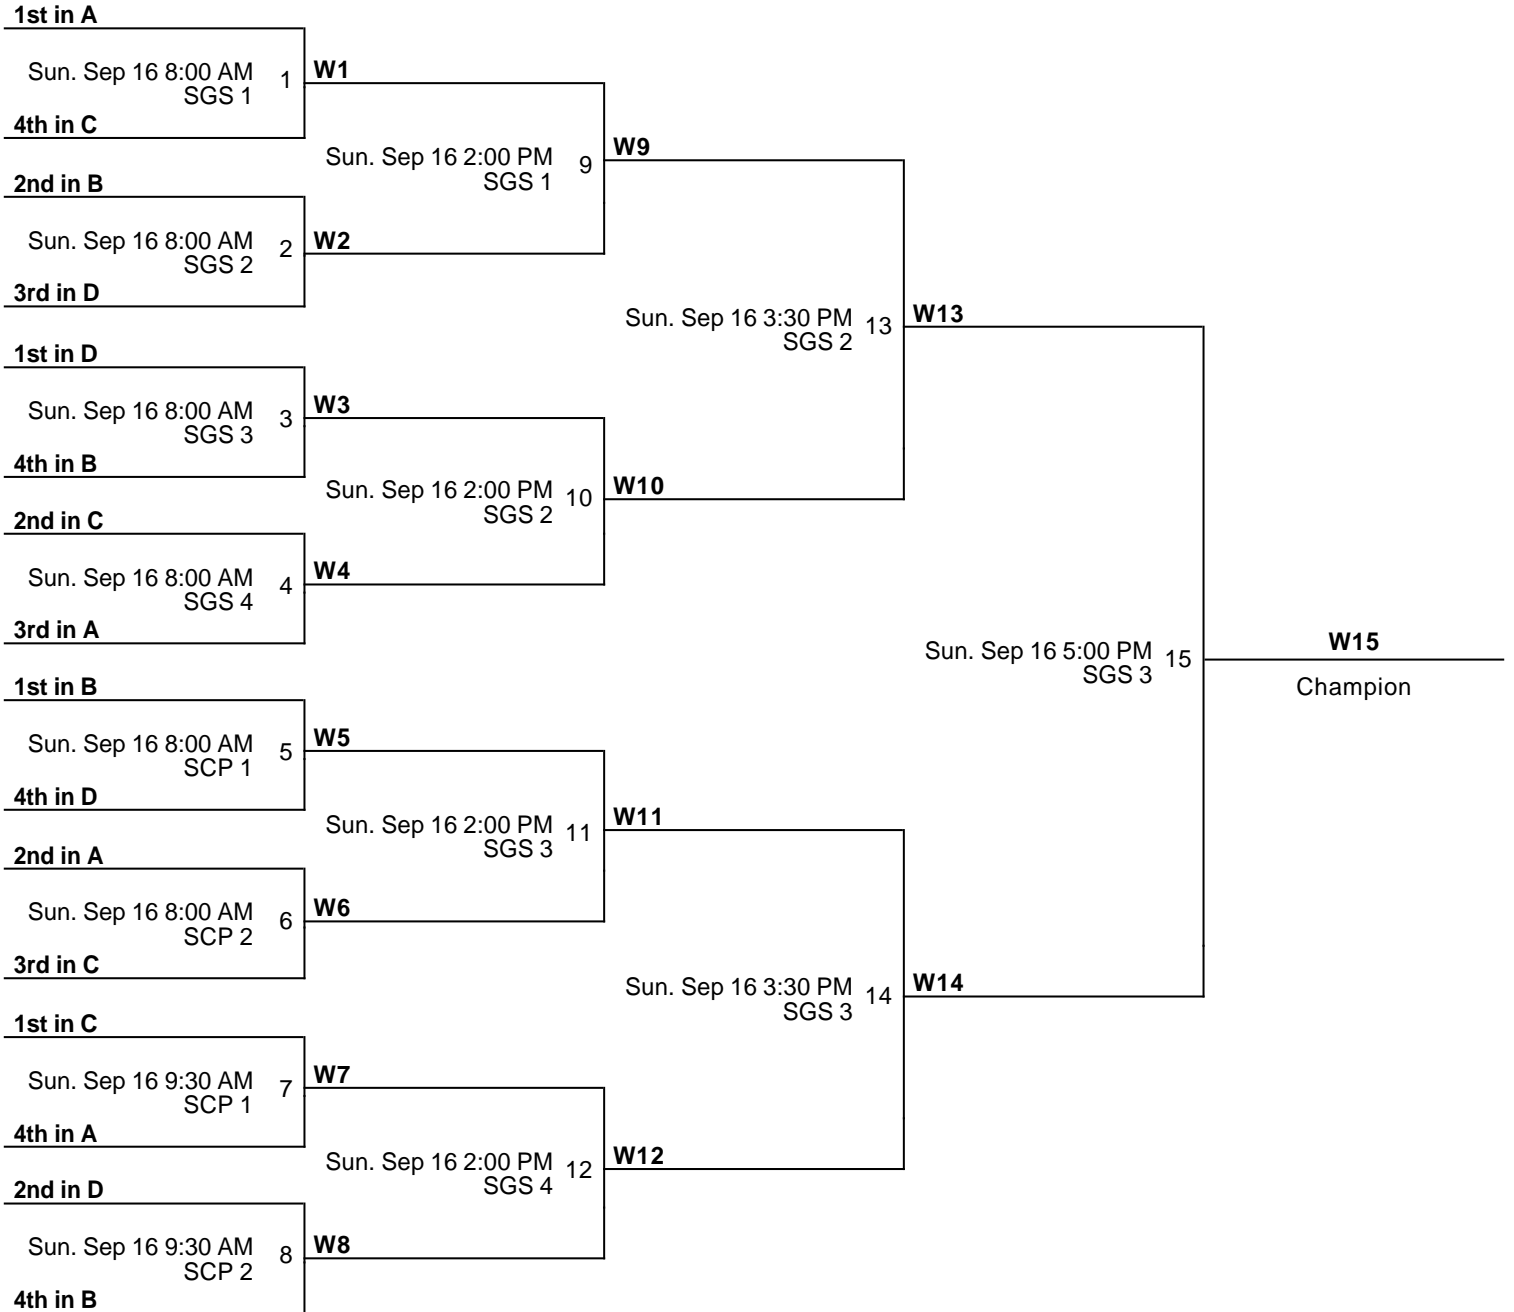 1st in A
Sun. Sep 16 8:00 AM 1
SGS 1
W1
4th in C
Sun. Sep 16 2:00 PM 9
SGS 1
W9
2nd in B
Sun. Sep 16 8:00 AM 2
SGS 2
W2
3rd in D
Sun. Sep 16 3:30 PM 13
SGS 2
W13
1st in D
Sun. Sep 16 8:00 AM 3
SGS 3
W3
4th in B
Sun. Sep 16 2:00 PM 10
SGS 2
W10
2nd in C
Sun. Sep 16 8:00 AM 4
SGS 4
W4
3rd in A
Sun. Sep 16 5:00 PM 15
SGS 3
W15
Champion
1st in B
Sun. Sep 16 8:00 AM 5
SCP 1
W5
4th in D
Sun. Sep 16 2:00 PM 11
SGS 3
W11
2nd in A
Sun. Sep 16 8:00 AM 6
SCP 2
W6
3rd in C
Sun. Sep 16 3:30 PM 14
SGS 3
W14
1st in C
Sun. Sep 16 9:30 AM 7
SCP 1
W7
4th in A
Sun. Sep 16 2:00 PM 12
SGS 4
W12
2nd in D
Sun. Sep 16 9:30 AM 8
SCP 2
W8
4th in B